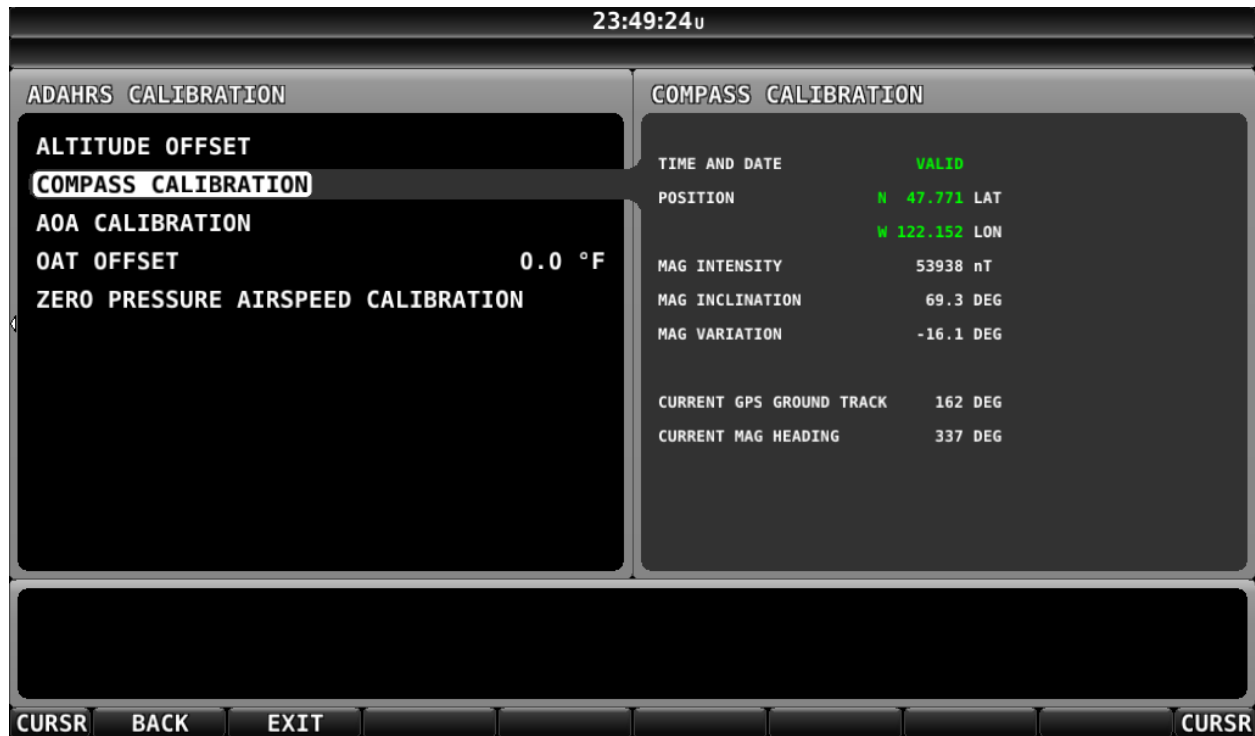 23:49:24U
ADAHRS CALIBRATION
ALTITUDE OFFSET
COMPASS CALIBRATION
AOA CALIBRATION
OAT OFFSET 0.0 °F
ZERO PRESSURE AIRSPEED CALIBRATION
COMPASS CALIBRATION
TIME AND DATE VALID
POSITION N 47.771 LAT
W 122.152 LON
MAG INTENSITY 53938 nT
MAG INCLINATION 69.3 DEG
MAG VARIATION -16.1 DEG
CURRENT GPS GROUND TRACK 162 DEG
CURRENT MAG HEADING 337 DEG
CURSR BACK EXIT CURSR